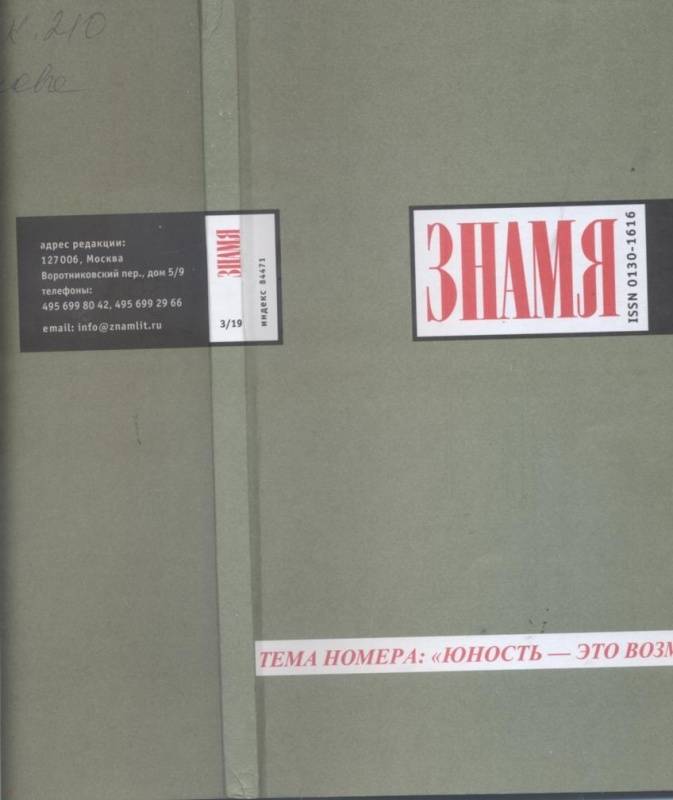 к. 210
адрес редакции:
127006, Москва
Воротниковский пер., дом 5/9
телефоны:
495 699 80 42, 495 699 29 66
email: info@znamlit.ru
ЗНАМЯ
3/19
индекс 84471
ЗНАМЯ
ISSN 0130-1616
ТЕМА НОМЕРА: «ЮНОСТЬ — ЭТО ВОЗМ